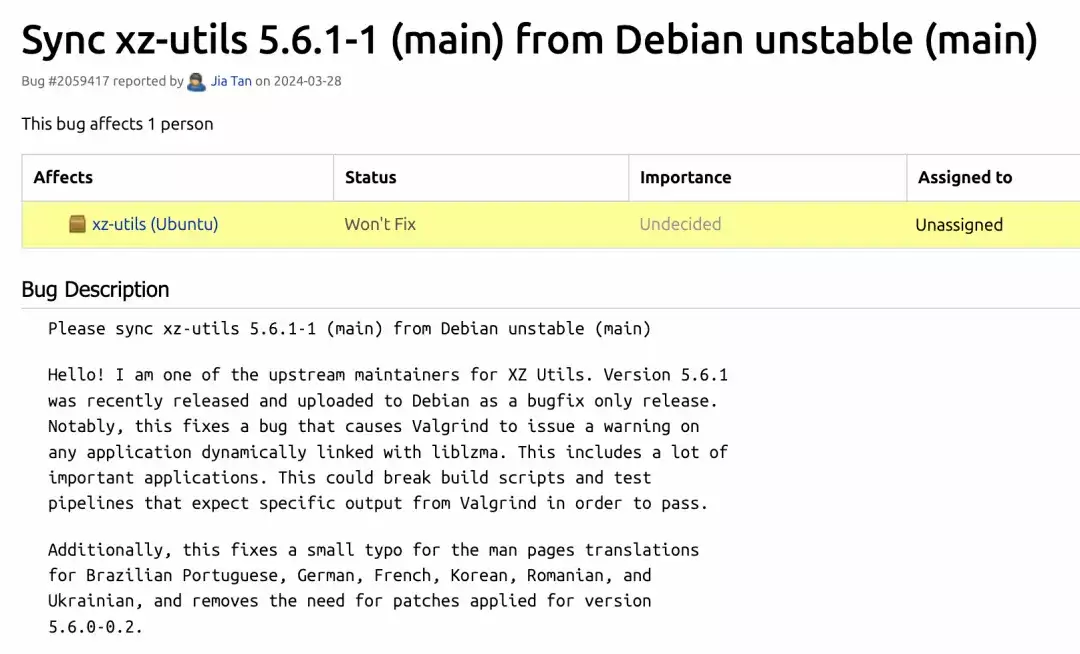 Sync xz-utils 5.6.1-1 (main) from Debian unstable (main)
Bug #2059417 reported by Jia Tan on 2024-03-28
This bug affects 1 person
Affects Status Importance Assigned to
xz-utils (Ubuntu) Won't Fix Undecided Unassigned
Bug Description
Please sync xz-utils 5.6.1-1 (main) from Debian unstable (main)
Hello! I am one of the upstream maintainers for XZ Utils. Version 5.6.1
was recently released and uploaded to Debian as a bugfix only release.
Notably, this fixes a bug that causes Valgrind to issue a warning on
any application dynamically linked with liblzma. This includes a lot of
important applications. This could break build scripts and test
pipelines that expect specific output from Valgrind in order to pass.
Additionally, this fixes a small typo for the man pages translations
for Brazilian Portuguese, German, French, Korean, Romanian, and
Ukrainian, and removes the need for patches applied for version
5.6.0-0.2.